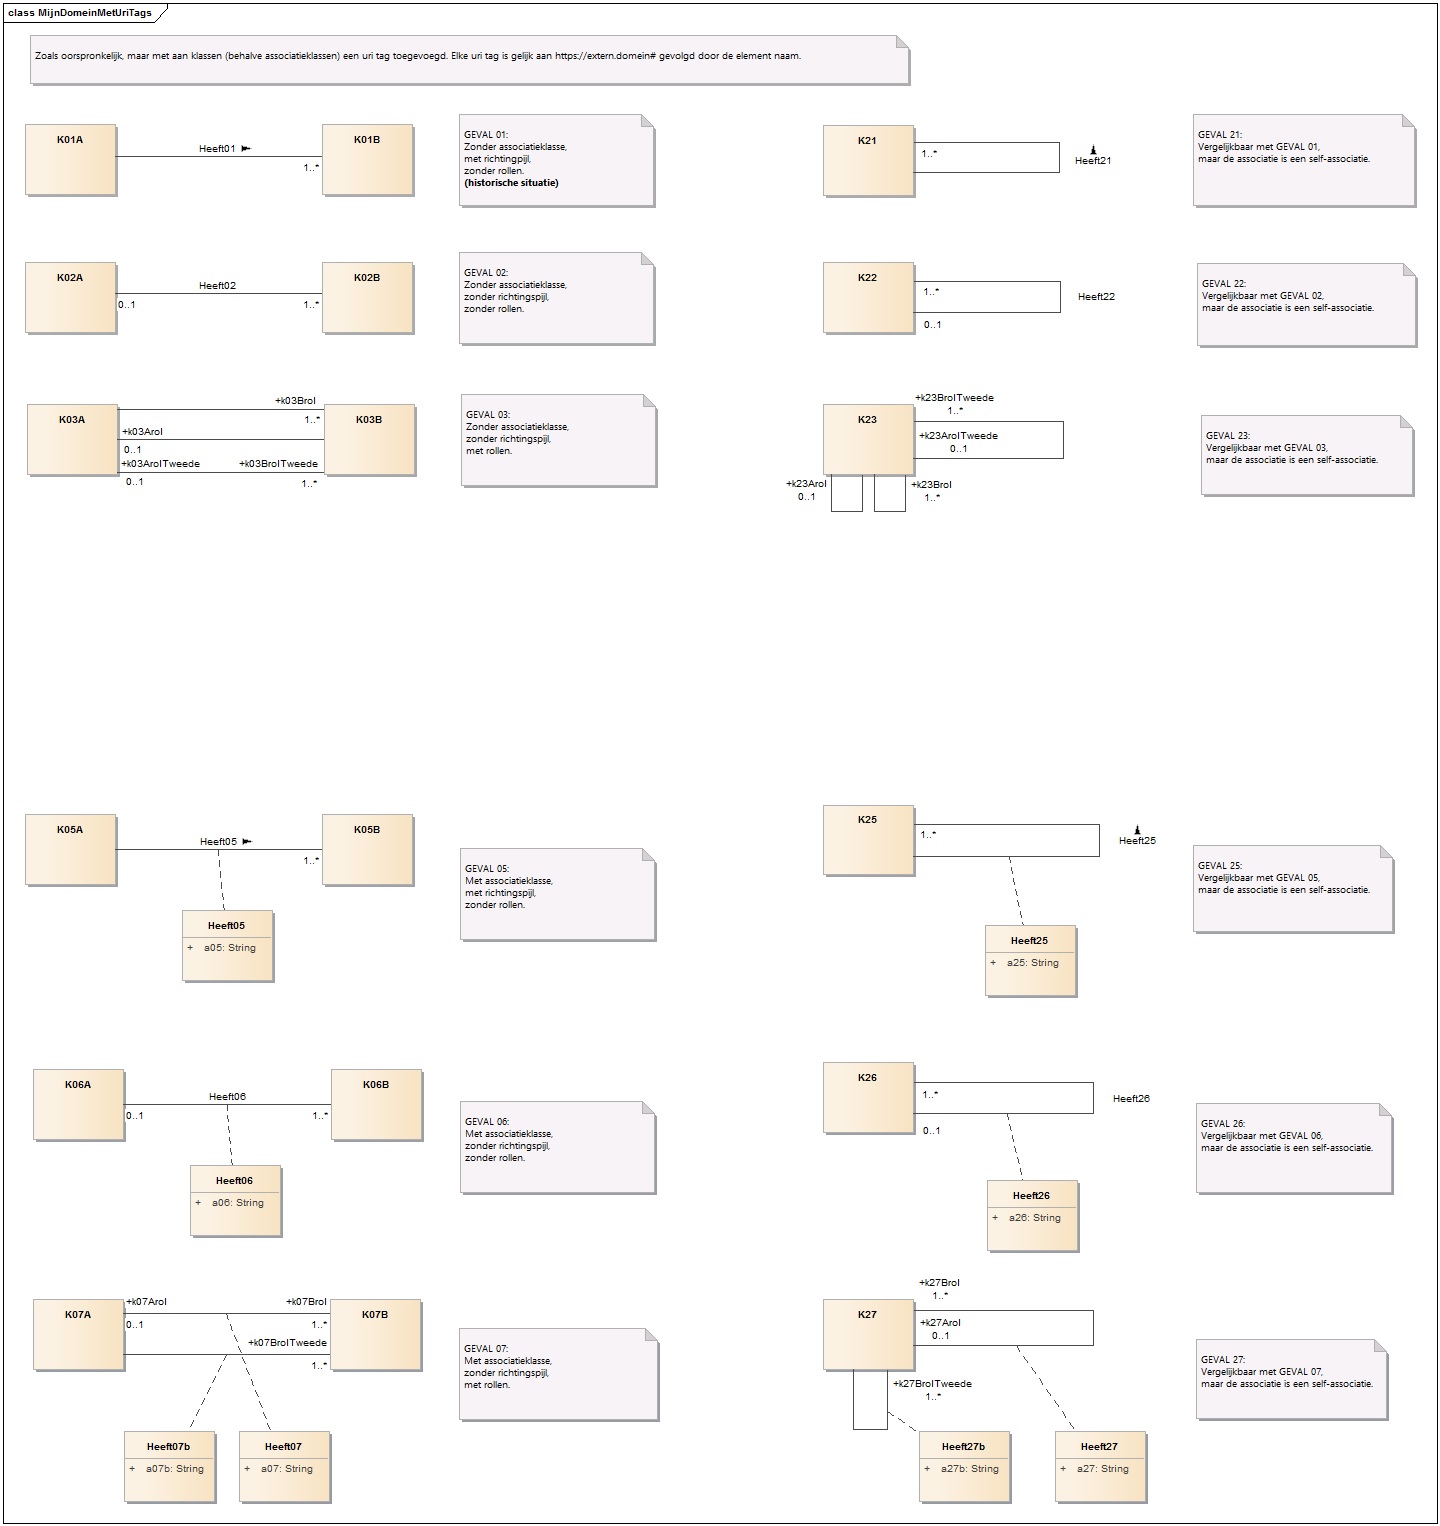 class MijnDomeinMetUriTags
Zoals oorspronkelijk, maar met aan klassen (behalve associatieklassen) een uri tag toegevoegd. Elke uri tag is gelijk aan https://extern.domein# gevolgd door de element naam.
K01A
Heeft01
1..*
K01B
GEVAL 01:
Zonder associatieklasse,
met richtingpijl,
zonder rollen.
(historische situatie)
K21
1..*
Heeft21
GEVAL 21:
Vergelijkbaar met GEVAL 01,
maar de associatie is een self-associatie.
K02A
0..1
Heeft02
1..*
K02B
GEVAL 02:
Zonder associatieklasse,
zonder richtingspijl,
zonder rollen.
K22
1..*
0..1
Heeft22
GEVAL 22:
Vergelijkbaar met GEVAL 02,
maar de associatie is een self-associatie.
K03A
+k03Brol
1..*
+k03Arol
0..1
+k03ArolTweede
0..1
+k03BrolTweede
1..*
K03B
GEVAL 03:
Zonder associatieklasse,
zonder richtingspijl,
met rollen.
K23
+k23BrolTweede
1..*
+k23ArolTweede
0..1
+k23Arol
0..1
+k23Brol
1..*
GEVAL 23:
Vergelijkbaar met GEVAL 03,
maar de associatie is een self-associatie.
K05A
Heeft05
1..*
K05B
Heeft05
+ a05: String
GEVAL 05:
Met associatieklasse,
met richtingspijl,
zonder rollen.
K25
1..*
Heeft25
Heeft25
+ a25: String
GEVAL 25:
Vergelijkbaar met GEVAL 05,
maar de associatie is een self-associatie.
K06A
0..1
Heeft06
1..*
K06B
Heeft06
+ a06: String
GEVAL 06:
Met associatieklasse,
zonder richtingspijl,
zonder rollen.
K26
1..*
0..1
Heeft26
Heeft26
+ a26: String
GEVAL 26:
Vergelijkbaar met GEVAL 06,
maar de associatie is een self-associatie.
K07A
+k07Arol
0..1
+k07Brol
1..*
+k07BrolTweede
1..*
K07B
Heeft07b
+ a07b: String
Heeft07
+ a07: String
GEVAL 07:
Met associatieklasse,
zonder richtingspijl,
met rollen.
K27
+k27Brol
1..*
+k27Arol
0..1
+k27BrolTweede
1..*
Heeft27b
+ a27b: String
Heeft27
+ a27: String
GEVAL 27:
Vergelijkbaar met GEVAL 07,
maar de associatie is een self-associatie.